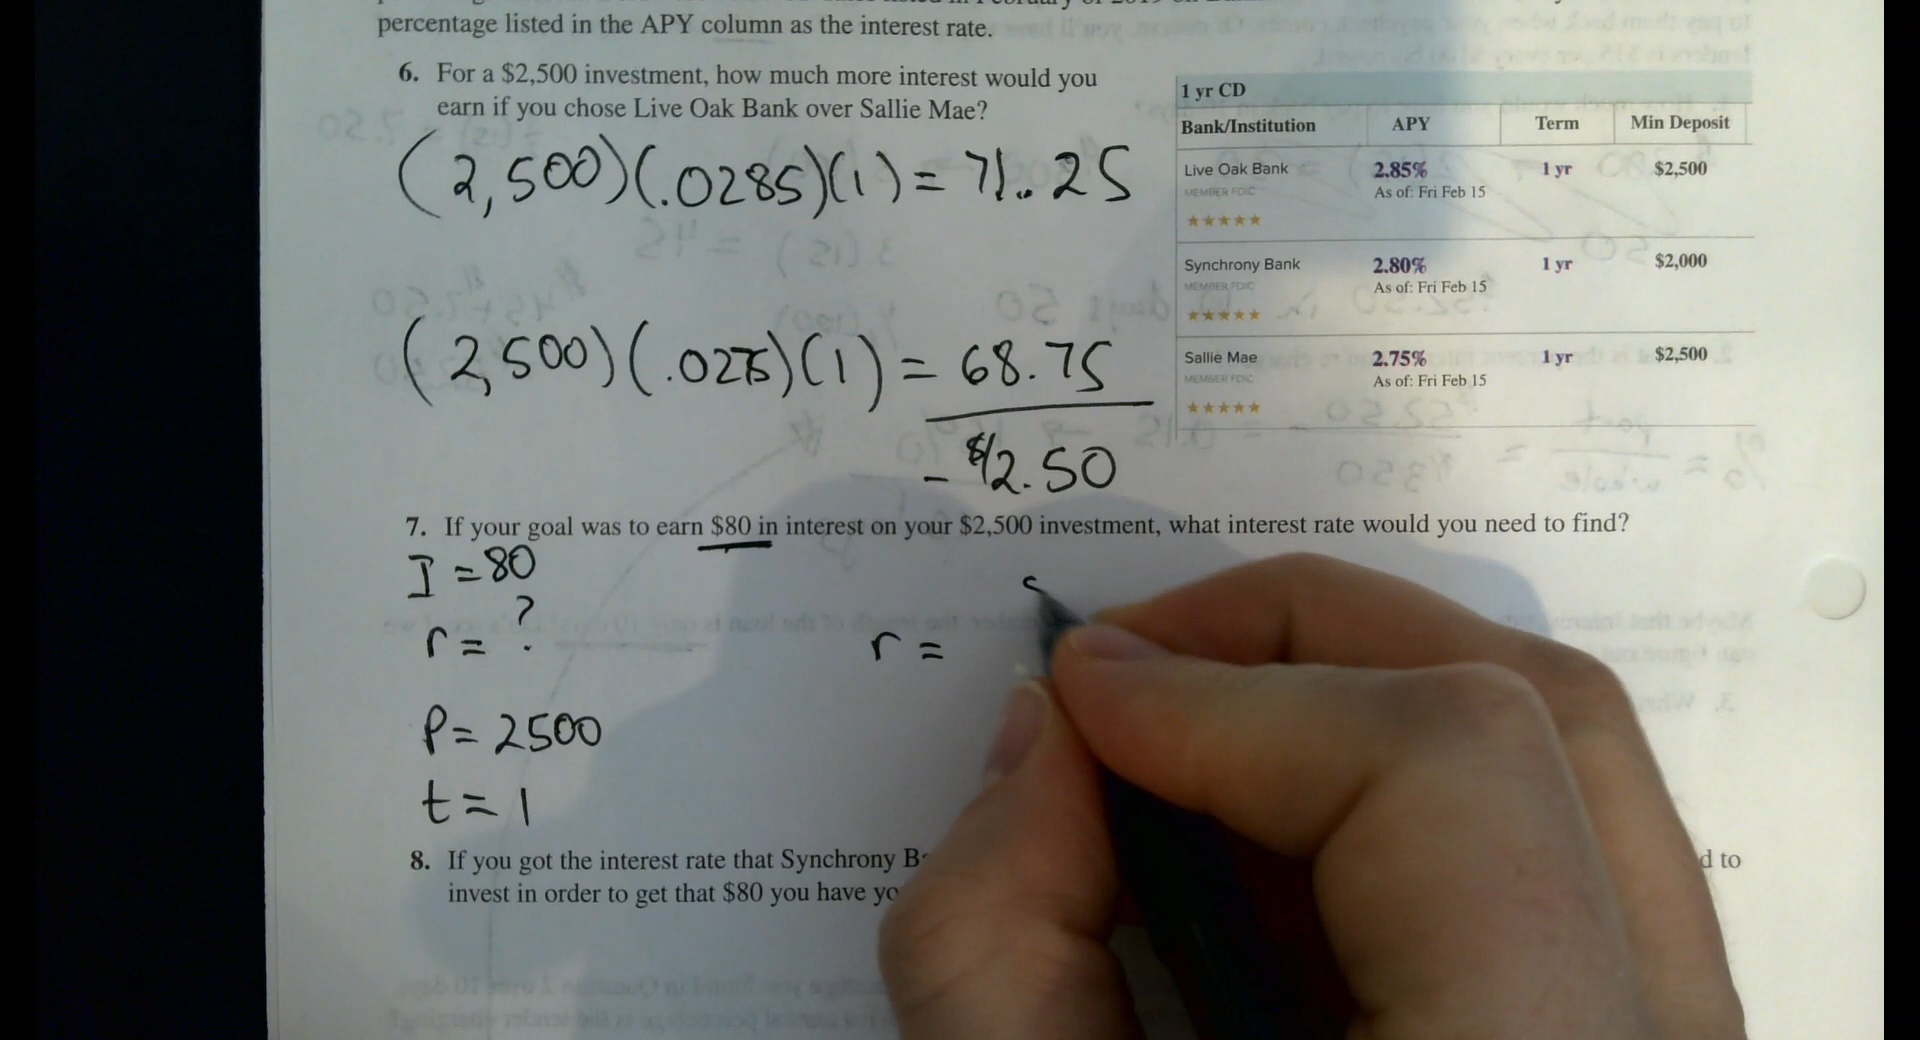 percentage listed in the APY column as the interest rate.
6. For a $2,500 investment, how much more interest would you
earn if you chose Live Oak Bank over Sallie Mae?
(2,500)(.0285)(1) = 71.25
(2,500)(.0275)(1) = 68.75
- $2.50
1 yr CD
Bank/Institution APY Term Min Deposit
Live Oak Bank 2.85% 1 yr $2,500
MEMBER FDIC As of: Fri Feb 15
★★★★★
Synchrony Bank 2.80% 1 yr $2,000
MEMBER FDIC As of: Fri Feb 15
★★★★★
Sallie Mae 2.75% 1 yr $2,500
MEMBER FDIC As of: Fri Feb 15
★★★★★
7. If your goal was to earn $80 in interest on your $2,500 investment, what interest rate would you need to find?
I = 80
r = ?
r =
P = 2500
t = 1
8. If you got the interest rate that Synchrony
d to
invest in order to get that $80 you have